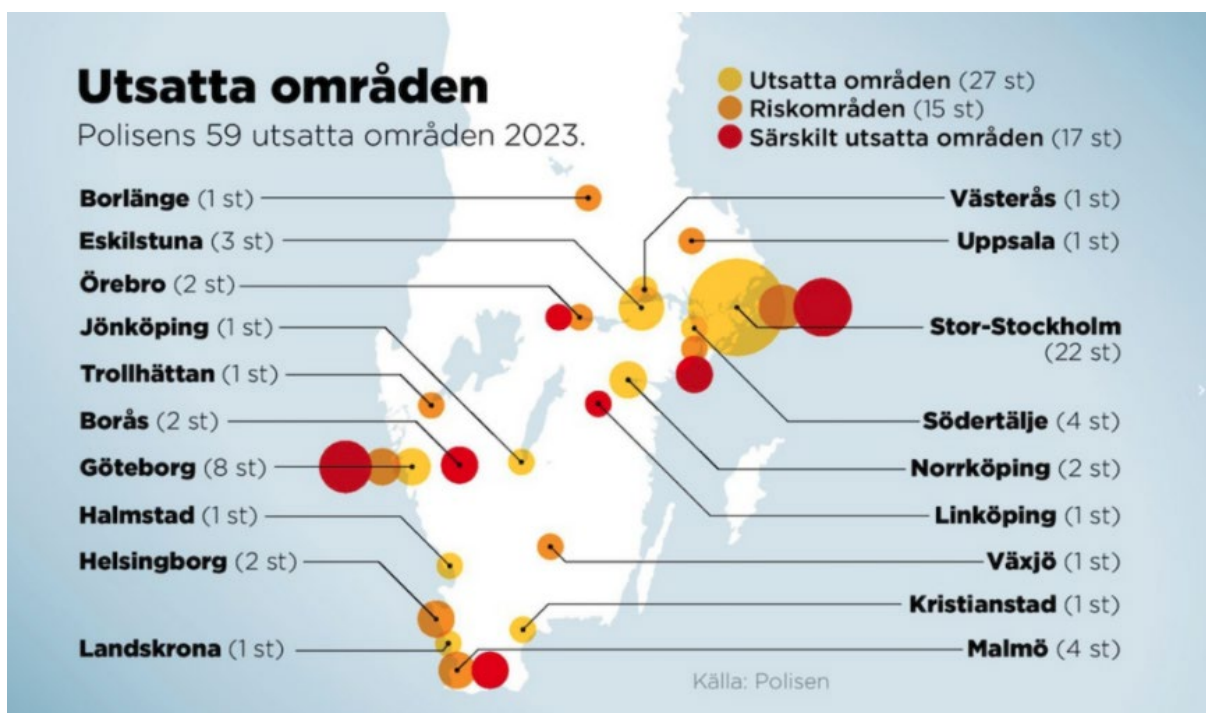 Utsatta områden
Polisens 59 utsatta områden 2023.
Utsatta områden (27 st)
Riskområden (15 st)
Särskilt utsatta områden (17 st)
Borlänge (1 st)
Eskilstuna (3 st)
Örebro (2 st)
Jönköping (1 st)
Trollhättan (1 st)
Borås (2 st)
Göteborg (8 st)
Halmstad (1 st)
Helsingborg (2 st)
Landskrona (1 st)
Västerås (1 st)
Uppsala (1 st)
Stor-Stockholm
(22 st)
Södertälje (4 st)
Norrköping (2 st)
Linköping (1 st)
Växjö (1 st)
Kristianstad (1 st)
Malmö (4 st)
Källa: Polisen